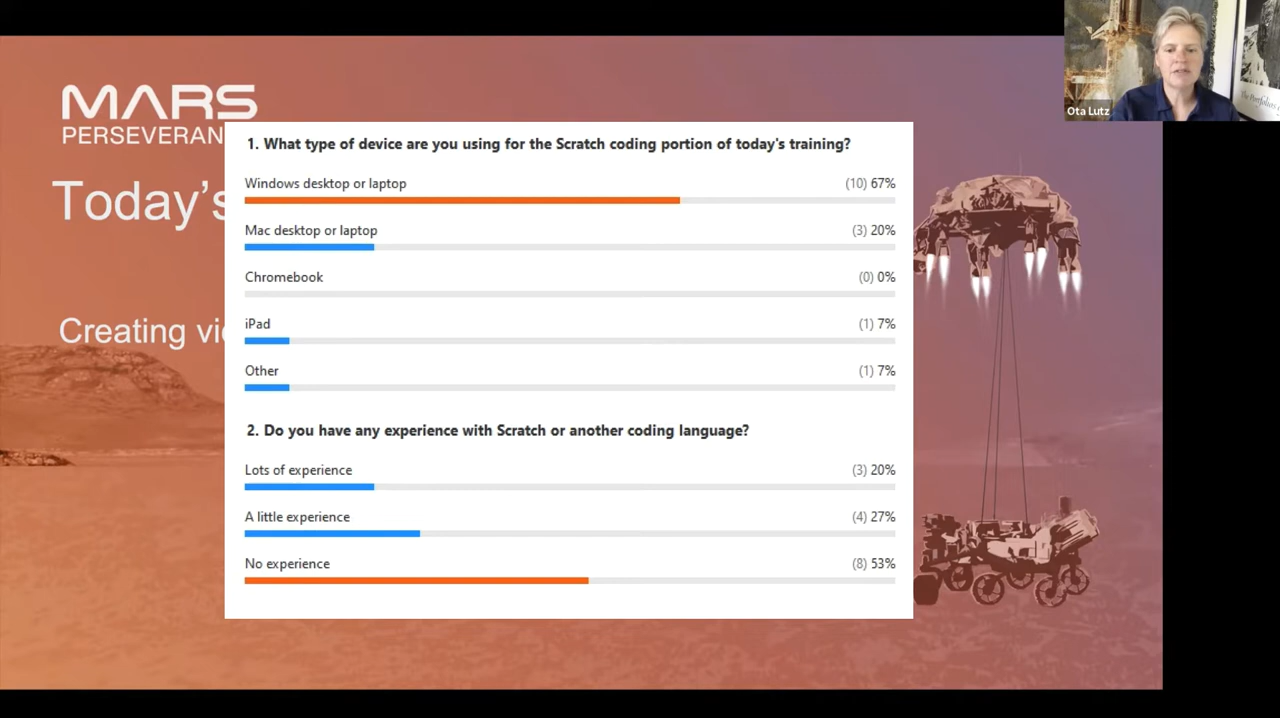 MARS
PERSEVERAN
Today's
Creating vi
1. What type of device are you using for the Scratch coding portion of today's training?
Windows desktop or laptop (10) 67%
Mac desktop or laptop (3) 20%
Chromebook (0) 0%
iPad (1) 7%
Other (1) 7%
2. Do you have any experience with Scratch or another coding language?
Lots of experience (3) 20%
A little experience (4) 27%
No experience (8) 53%
Ota Lutz